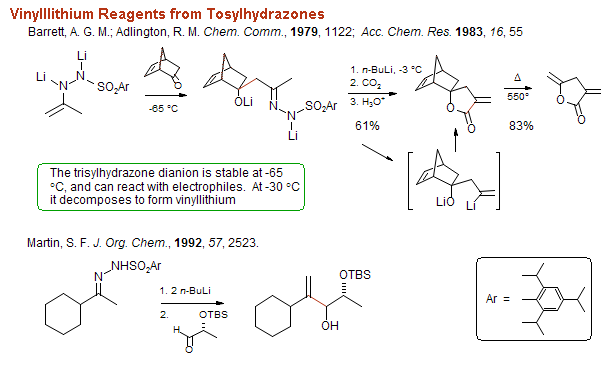 Vinylllithium Reagents from Tosylhydrazones
Barrett, A. G. M.; Adlington, R. M. Chem. Comm., 1979, 1122; Acc. Chem. Res. 1983, 16, 55
Li
Li
N
N
SO₂Ar
O
-65 °C
OLi
N
N
SO₂Ar
Li
1. n-BuLi, -3 °C
2. CO₂
3. H₃O⁺
61%
O
O
Δ
550°
83%
O
O
The trisylhydrazone dianion is stable at -65
°C, and can react with electrophiles. At -30 °C
it decomposes to form vinyllithium
LiO
Li
Martin, S. F. J. Org. Chem., 1992, 57, 2523.
N
NHSO₂Ar
1. 2 n-BuLi
2.
OTBS
H
O
OTBS
OH
Ar =